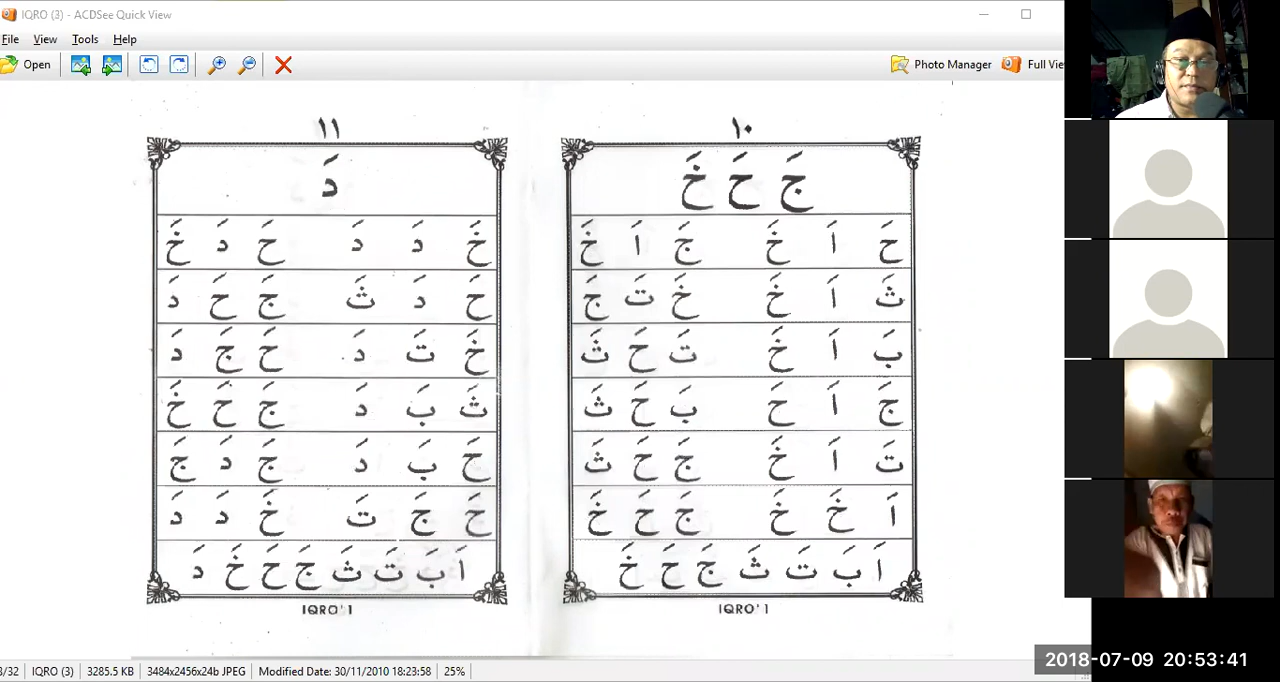 IQRO (3) - ACDSee Quick View
File View Tools Help
Open Photo Manager Full
١٠
جَ حَ خَ
حَ اَ خَ جَ اَ خَ
ثَ اَ خَ خَ تَ جَ
بَ اَ خَ تَ حَ ثَ
جَ اَ حَ بَ حَ ثَ
تَ اَ خَ جَ حَ ثَ
اَ خَ خَ جَ حَ خَ
اَ بَ تَ ثَ جَ حَ خَ
IQRO' 1
١١
دَ
خَ دَ دَ حَ دَ خَ
حَ دَ ثَ جَ حَ دَ
خَ تَ دَ حَ جَ دَ
ثَ بَ دَ جَ حَ خَ
حَ بَ دَ جَ دَ جَ
حَ جَ تَ خَ دَ دَ
اَ بَ تَ ثَ جَ حَ خَ دَ
IQRO' 1
/32 IQRO (3) 3285.5 KB 3484x2456x24b JPEG Modified Date: 30/11/2010 18:23:58 25%
2018-07-09 20:53:41